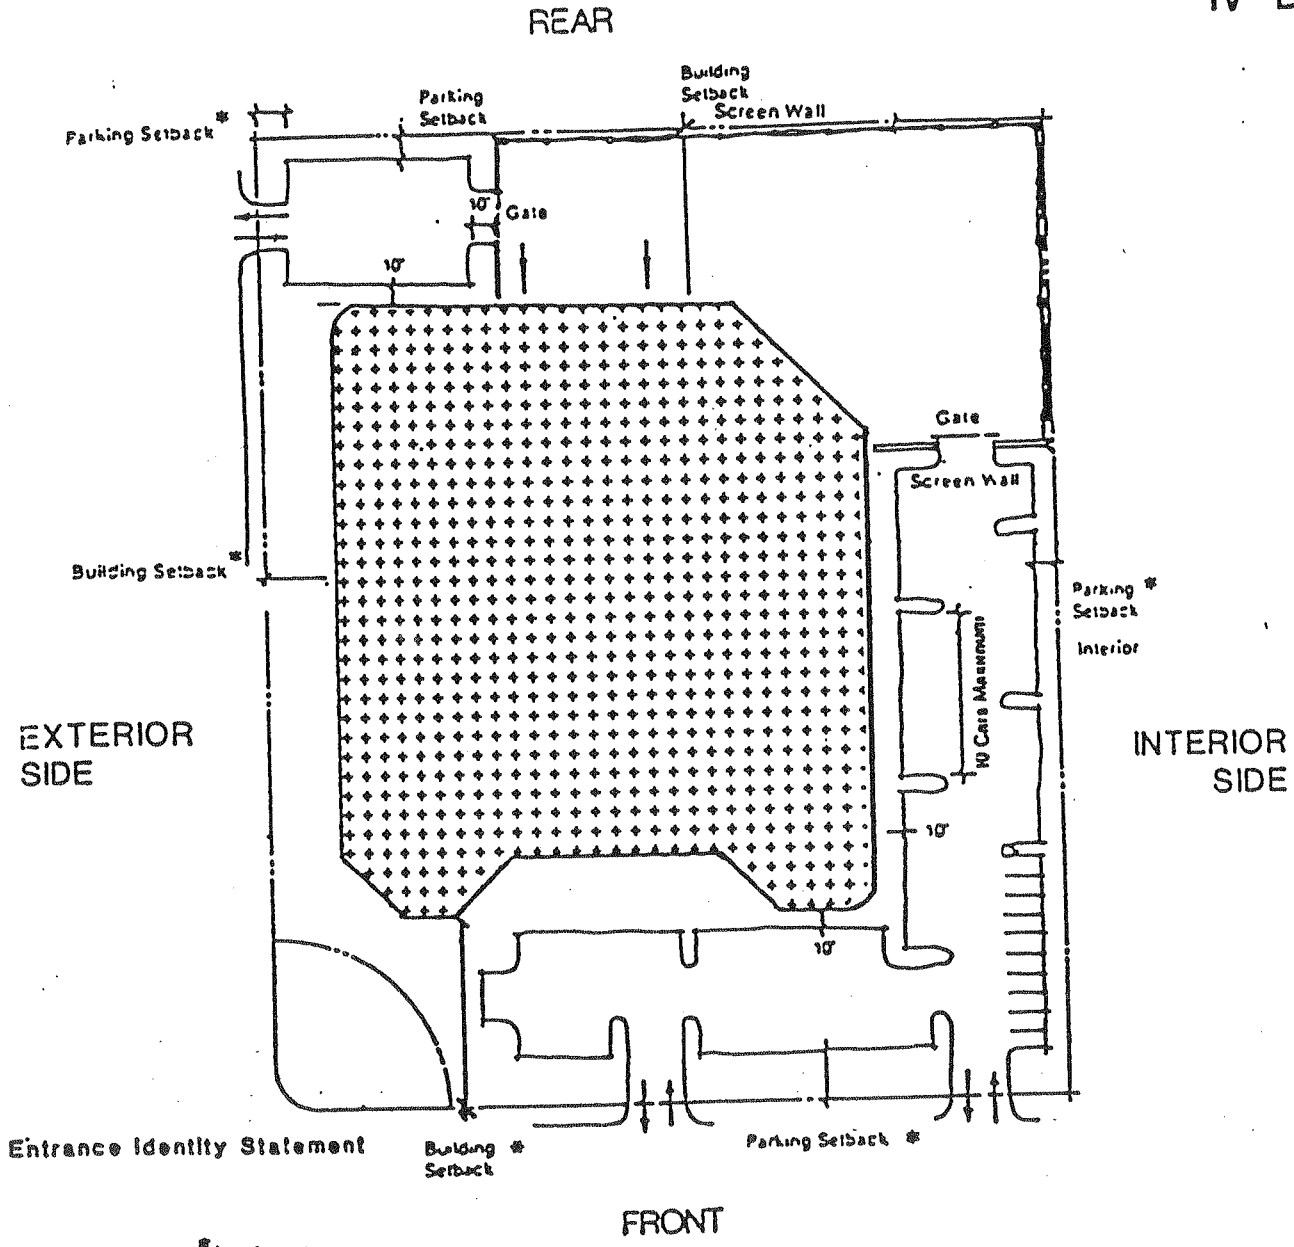 REAR
Building
Setback
Parking
Setback
Screen Wall
Parking Setback *
10'
Gate
10'
Gate
Screen Wall
Building Setback *
Parking *
Setback
Interior
10 Cars Maximum
EXTERIOR
SIDE
INTERIOR
SIDE
10'
10'
Entrance Identity Statement
Building *
Setback
Parking Setback *
FRONT
*